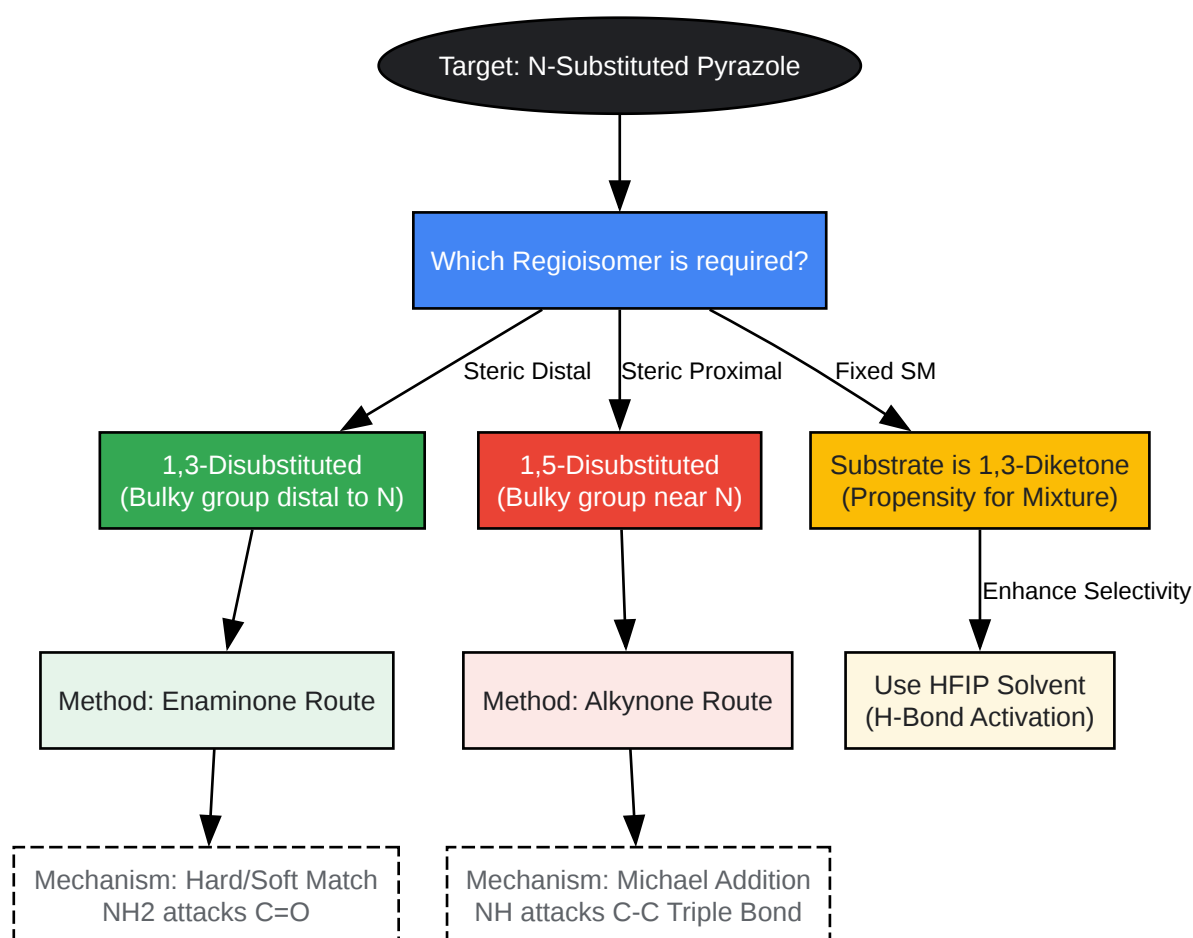 Target: N-Substituted Pyrazole
Which Regioisomer is required?
Steric Distal
Steric Proximal
Fixed SM
1,3-Disubstituted
(Bulky group distal to N)
1,5-Disubstituted
(Bulky group near N)
Substrate is 1,3-Diketone
(Propensity for Mixture)
Enhance Selectivity
Method: Enaminone Route
Method: Alkynone Route
Use HFIP Solvent
(H-Bond Activation)
Mechanism: Hard/Soft Match
NH2 attacks C=O
Mechanism: Michael Addition
NH attacks C-C Triple Bond